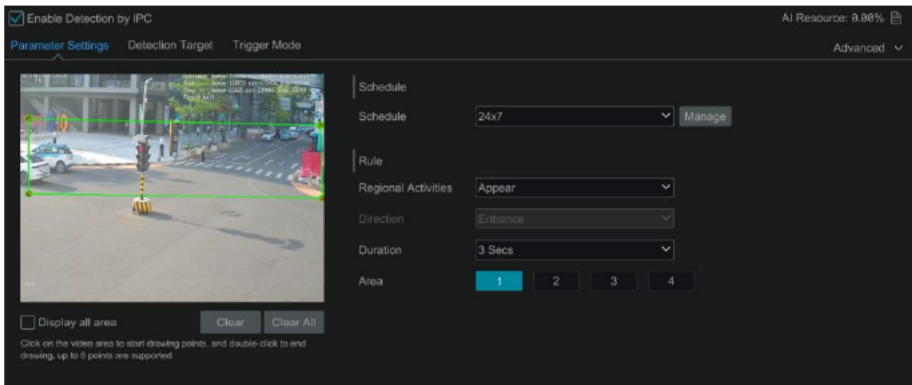 Enable Detection by IPC
AI Resource: 0.00%
Parameter Settings Detection Target Trigger Mode
Advanced
Schedule
Schedule 24x7 Manage
Rule
Regional Activities Appear
Direction Entrance
Duration 3 Secs
Area 1 2 3 4
Display all area Clear Clear All
Click on the video area to start drawing points, and double-click to end
drawing, up to 6 points are supported